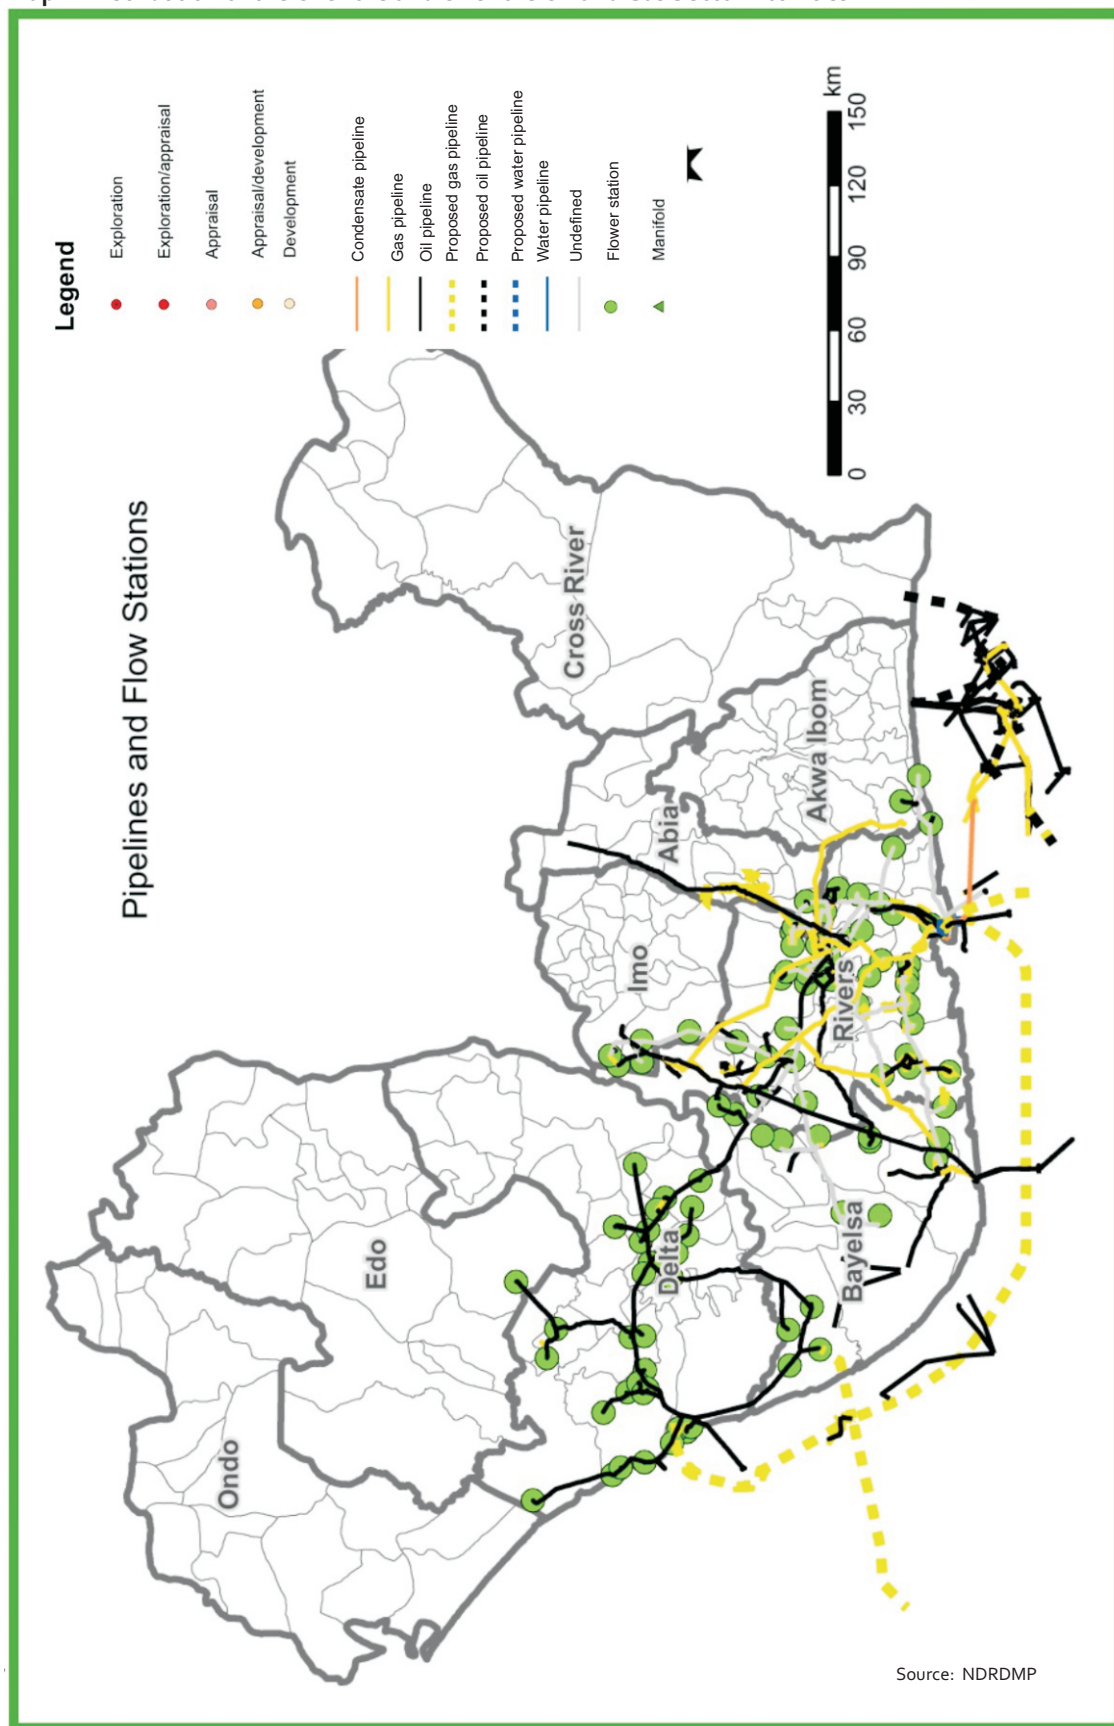 Pipelines and Flow Stations
Legend
Exploration
Exploration/appraisal
Appraisal
Appraisal/development
Development
Condensate pipeline
Gas pipeline
Oil pipeline
Proposed gas pipeline
Proposed oil pipeline
Proposed water pipeline
Water pipeline
Undefined
Flower station
Manifold
km
0 30 60 90 120 150
Ondo
Edo
Delta
Bayelsa
Imo
Rivers
Abia
Akwa Ibom
Cross River
Source: NDRDMP